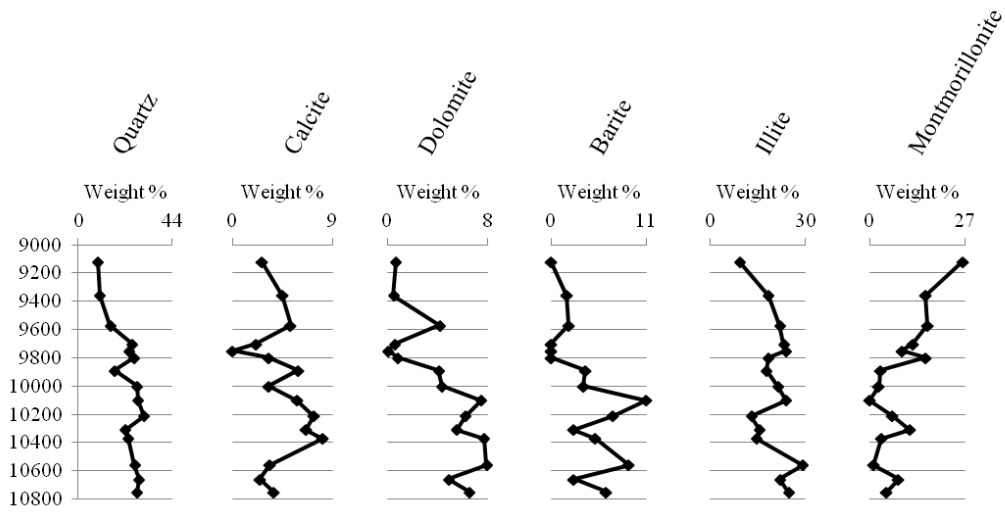 Quartz
Calcite
Dolomite
Barite
Illite
Montmorillonite
Weight % Weight % Weight % Weight % Weight % Weight %
0 44 0 9 0 8 0 11 0 30 0 27
9000
9200
9400
9600
9800
10000
10200
10400
10600
10800